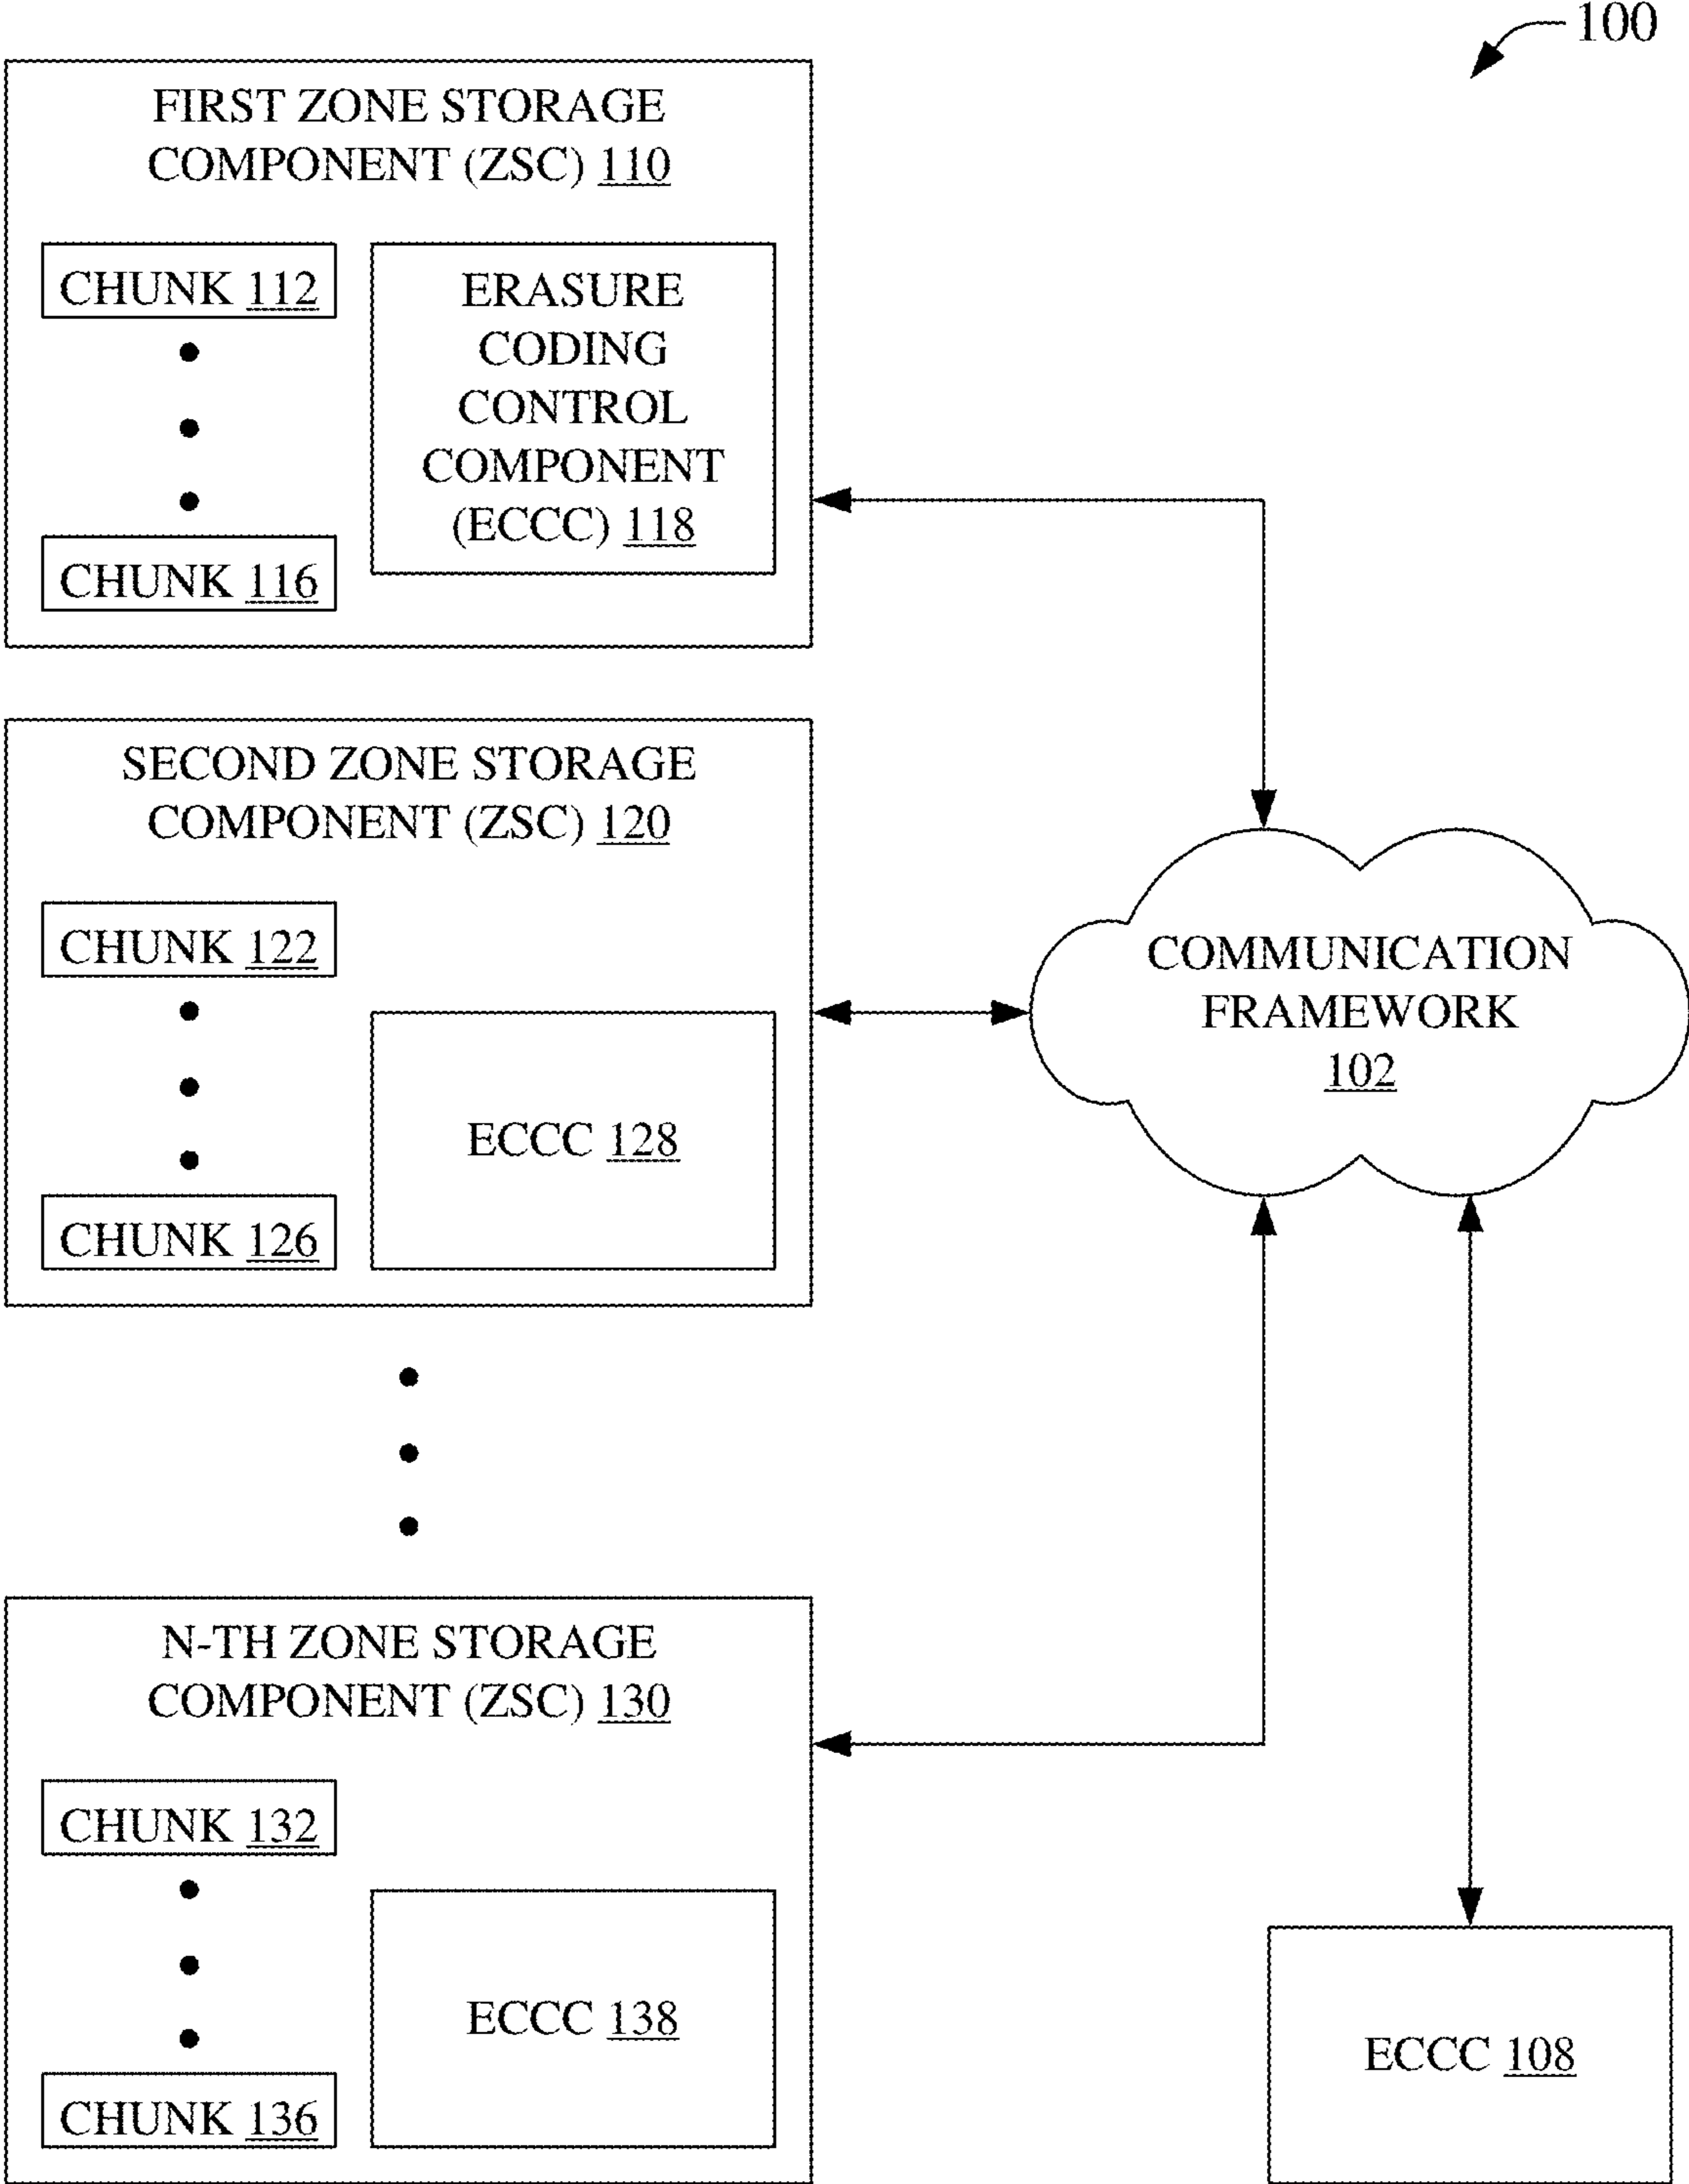 100
FIRST ZONE STORAGE
COMPONENT (ZSC) 110
CHUNK 112
CHUNK 116
ERASURE
CODING
CONTROL
COMPONENT
(ECCC) 118
SECOND ZONE STORAGE
COMPONENT (ZSC) 120
CHUNK 122
CHUNK 126
ECCC 128
COMMUNICATION
FRAMEWORK
102
N-TH ZONE STORAGE
COMPONENT (ZSC) 130
CHUNK 132
CHUNK 136
ECCC 138
ECCC 108